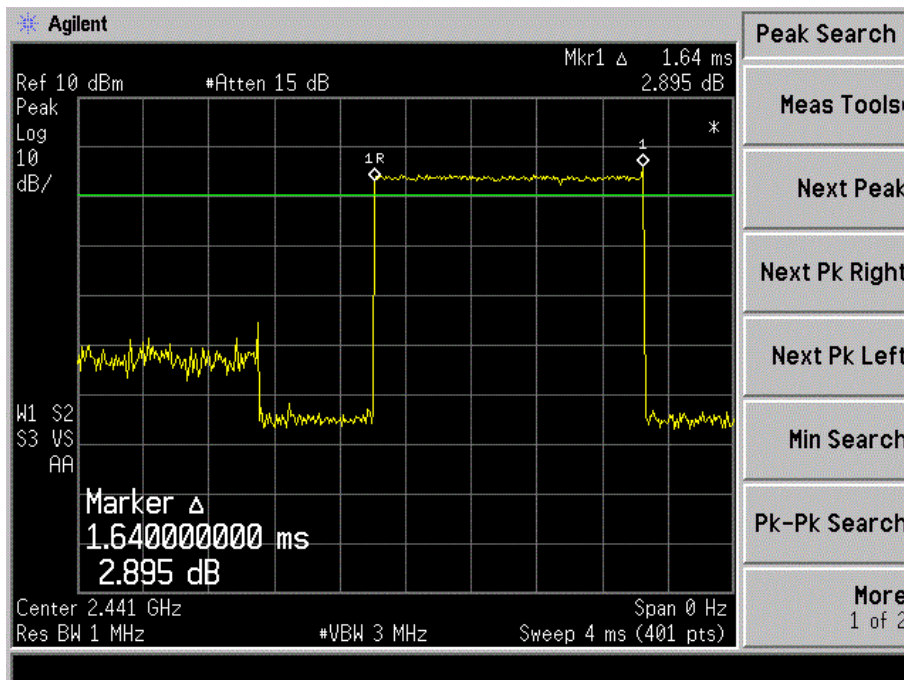 Agilent
Peak Search
Mkr1 Δ 1.64 ms
Ref 10 dBm #Atten 15 dB 2.895 dB
Peak
Log
10
dB/
*
1R
1
Meas Tools
Next Peak
Next Pk Right
Next Pk Left
W1 S2
S3 VS
AA
Min Search
Marker Δ
1.640000000 ms
2.895 dB
Pk-Pk Search
Center 2.441 GHz Span 0 Hz
Res BW 1 MHz #VBW 3 MHz Sweep 4 ms (401 pts)
More
1 of 2